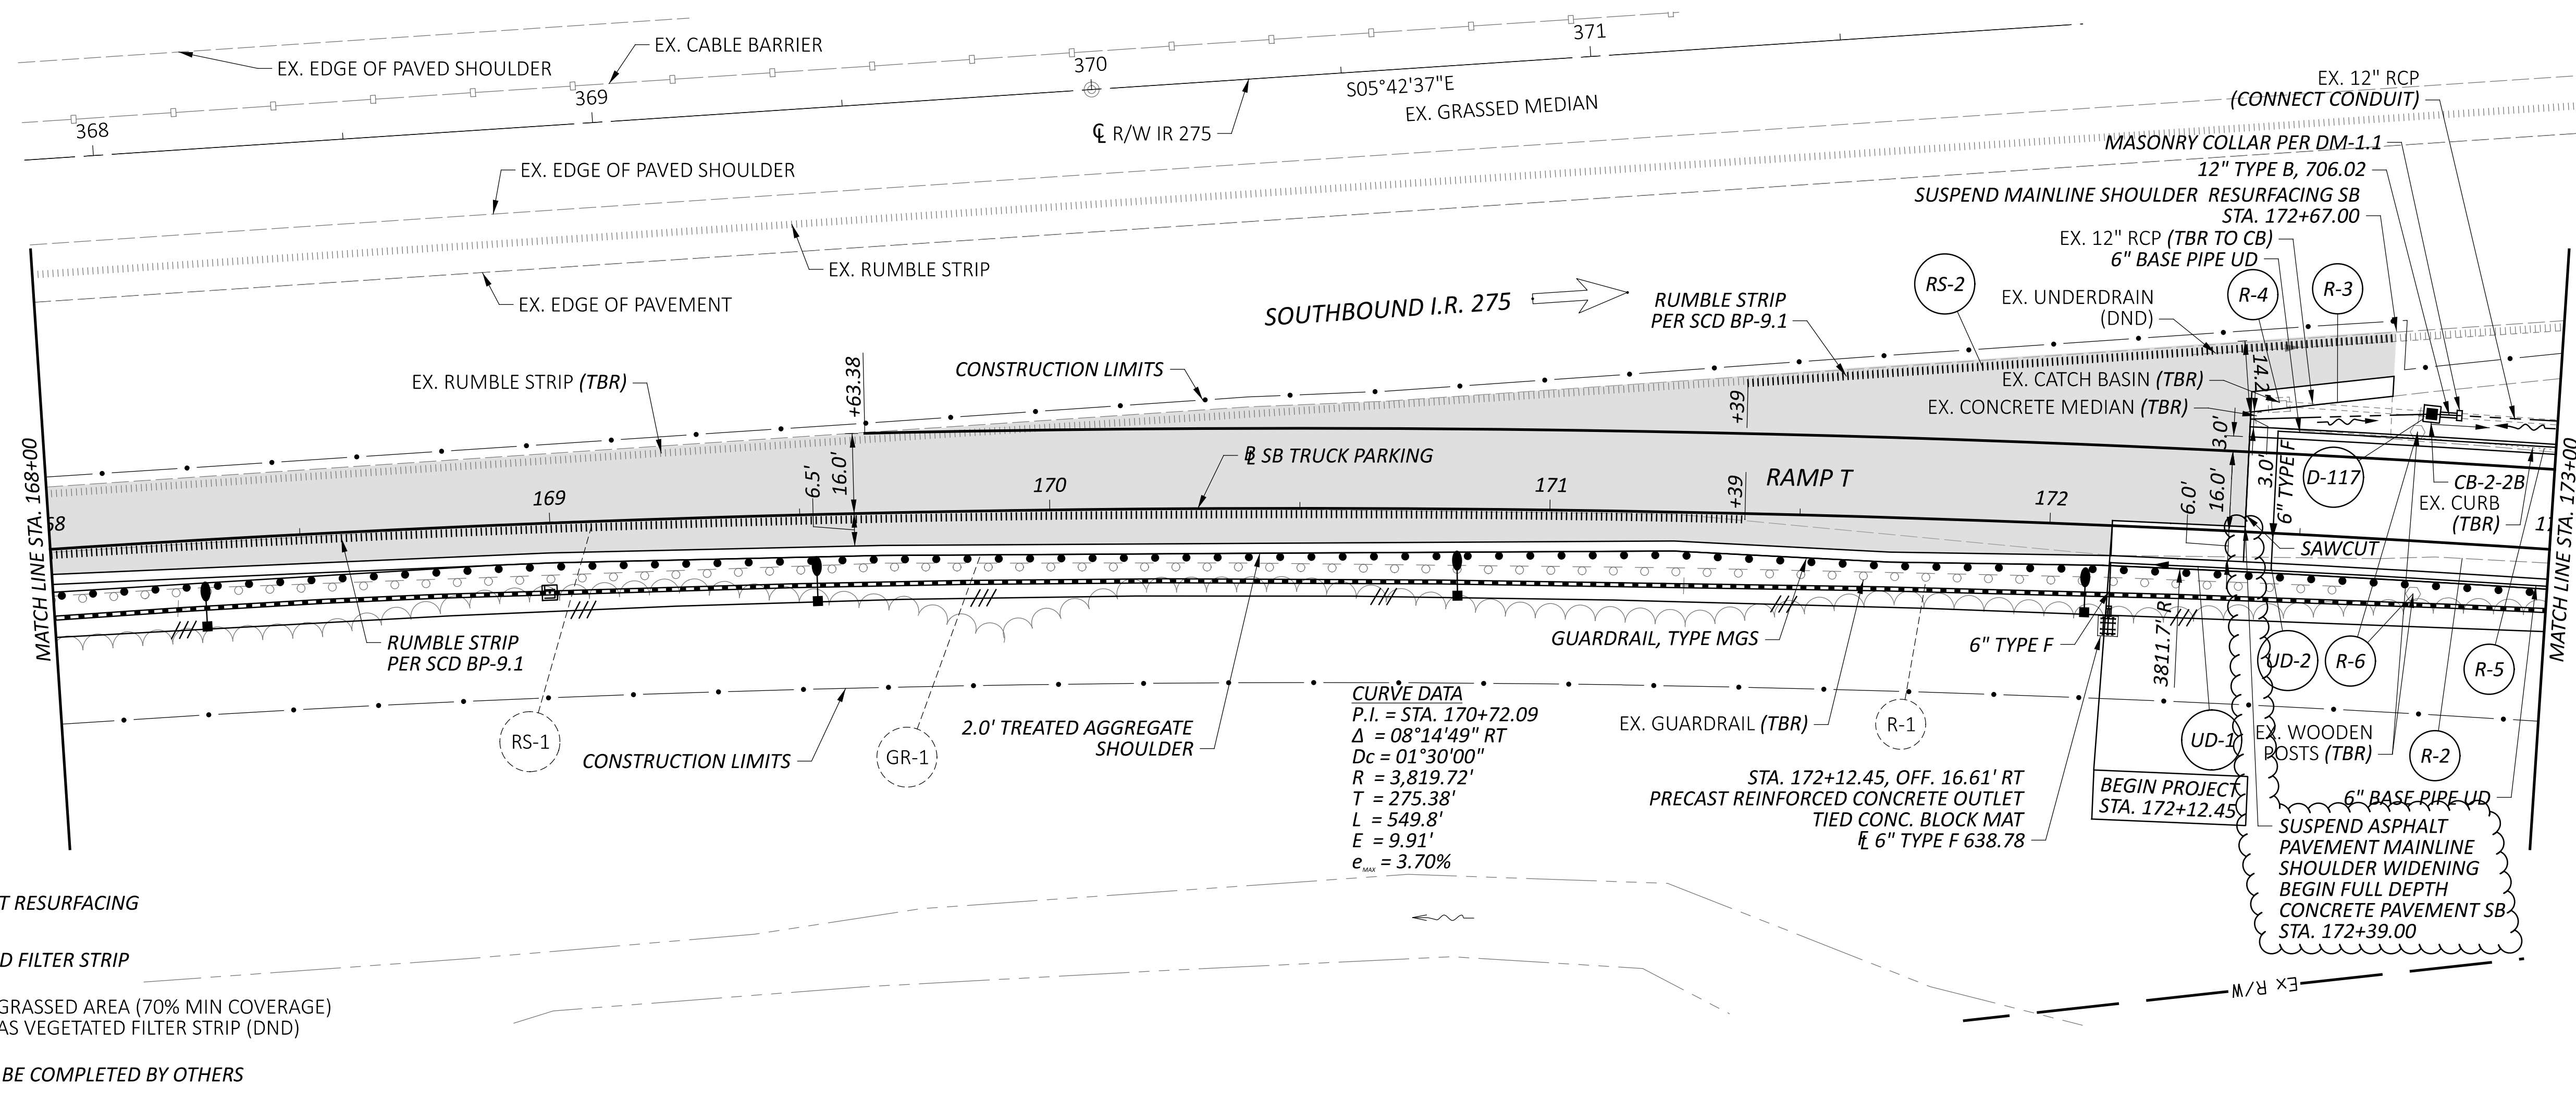 EX. CABLE BARRIER
EX. EDGE OF PAVED SHOULDER
371
370
369
368
S05°42'37"E
EX. GRASSED MEDIAN
℄ R/W IR 275
EX. 12" RCP
(CONNECT CONDUIT)
MASONRY COLLAR PER DM-1.1
12" TYPE B, 706.02
SUSPEND MAINLINE SHOULDER RESURFACING SB
STA. 172+67.00
EX. 12" RCP (TBR TO CB)
6" BASE PIPE UD
EX. EDGE OF PAVED SHOULDER
EX. RUMBLE STRIP
EX. EDGE OF PAVEMENT
SOUTHBOUND I.R. 275
RUMBLE STRIP
PER SCD BP-9.1
RS-2
EX. UNDERDRAIN
(DND)
R-4
R-3
14.2'
EX. CATCH BASIN (TBR)
EX. CONCRETE MEDIAN (TBR)
CONSTRUCTION LIMITS
EX. RUMBLE STRIP (TBR)
+63.38
+39
3.0'
3.0'
6" TYPE F
D-117
CB-2-2B
EX. CURB
(TBR)
MATCH LINE STA. 168+00
MATCH LINE STA. 173+00
BL SB TRUCK PARKING
RAMP T
6.5'
16.0'
+39
6.0'
16.0'
68
169
170
171
172
17
SAWCUT
RUMBLE STRIP
PER SCD BP-9.1
GUARDRAIL, TYPE MGS
6" TYPE F
3811.7' R
UD-2
R-6
R-5
RS-1
CONSTRUCTION LIMITS
GR-1
2.0' TREATED AGGREGATE
SHOULDER
CURVE DATA
P.I. = STA. 170+72.09
Δ = 08°14'49" RT
Dc = 01°30'00"
R = 3,819.72'
T = 275.38'
L = 549.8'
E = 9.91'
eMAX = 3.70%
EX. GUARDRAIL (TBR)
R-1
UD-1
EX. WOODEN
POSTS (TBR)
R-2
STA. 172+12.45, OFF. 16.61' RT
PRECAST REINFORCED CONCRETE OUTLET
TIED CONC. BLOCK MAT
FL 6" TYPE F 638.78
BEGIN PROJECT
STA. 172+12.45
6" BASE PIPE UD
SUSPEND ASPHALT
PAVEMENT MAINLINE
SHOULDER WIDENING
BEGIN FULL DEPTH
CONCRETE PAVEMENT SB
STA. 172+39.00
Ex R/W
T RESURFACING
D FILTER STRIP
GRASSED AREA (70% MIN COVERAGE)
AS VEGETATED FILTER STRIP (DND)
BE COMPLETED BY OTHERS
E